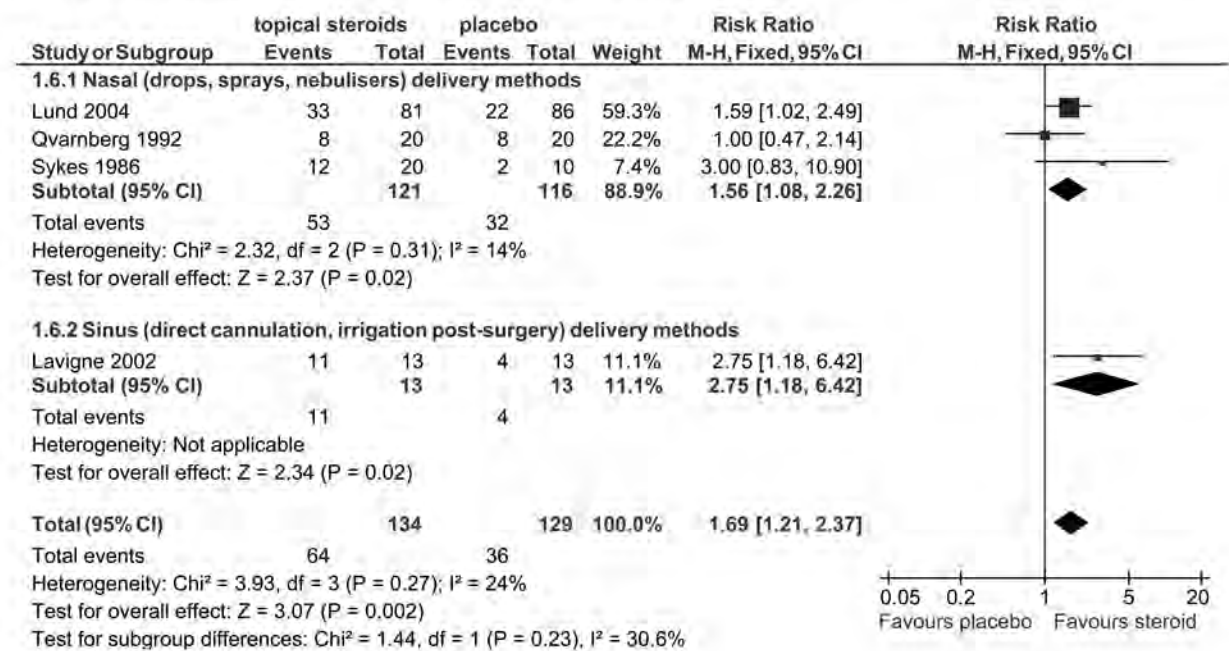 topical steroids placebo Risk Ratio Risk Ratio
Study or Subgroup Events Total Events Total Weight M-H, Fixed, 95% CI M-H, Fixed, 95% CI
1.6.1 Nasal (drops, sprays, nebulisers) delivery methods
Lund 2004 33 81 22 86 59.3% 1.59 [1.02, 2.49]
Qvarnberg 1992 8 20 8 20 22.2% 1.00 [0.47, 2.14]
Sykes 1986 12 20 2 10 7.4% 3.00 [0.83, 10.90]
Subtotal (95% CI) 121 116 88.9% 1.56 [1.08, 2.26]
Total events 53 32
Heterogeneity: Chi² = 2.32, df = 2 (P = 0.31); I² = 14%
Test for overall effect: Z = 2.37 (P = 0.02)
1.6.2 Sinus (direct cannulation, irrigation post-surgery) delivery methods
Lavigne 2002 11 13 4 13 11.1% 2.75 [1.18, 6.42]
Subtotal (95% CI) 13 13 11.1% 2.75 [1.18, 6.42]
Total events 11 4
Heterogeneity: Not applicable
Test for overall effect: Z = 2.34 (P = 0.02)
Total (95% CI) 134 129 100.0% 1.69 [1.21, 2.37]
Total events 64 36
Heterogeneity: Chi² = 3.93, df = 3 (P = 0.27); I² = 24%
Test for overall effect: Z = 3.07 (P = 0.002)
Test for subgroup differences: Chi² = 1.44, df = 1 (P = 0.23), I² = 30.6%
0.05 0.2 1 5 20
Favours placebo Favours steroid